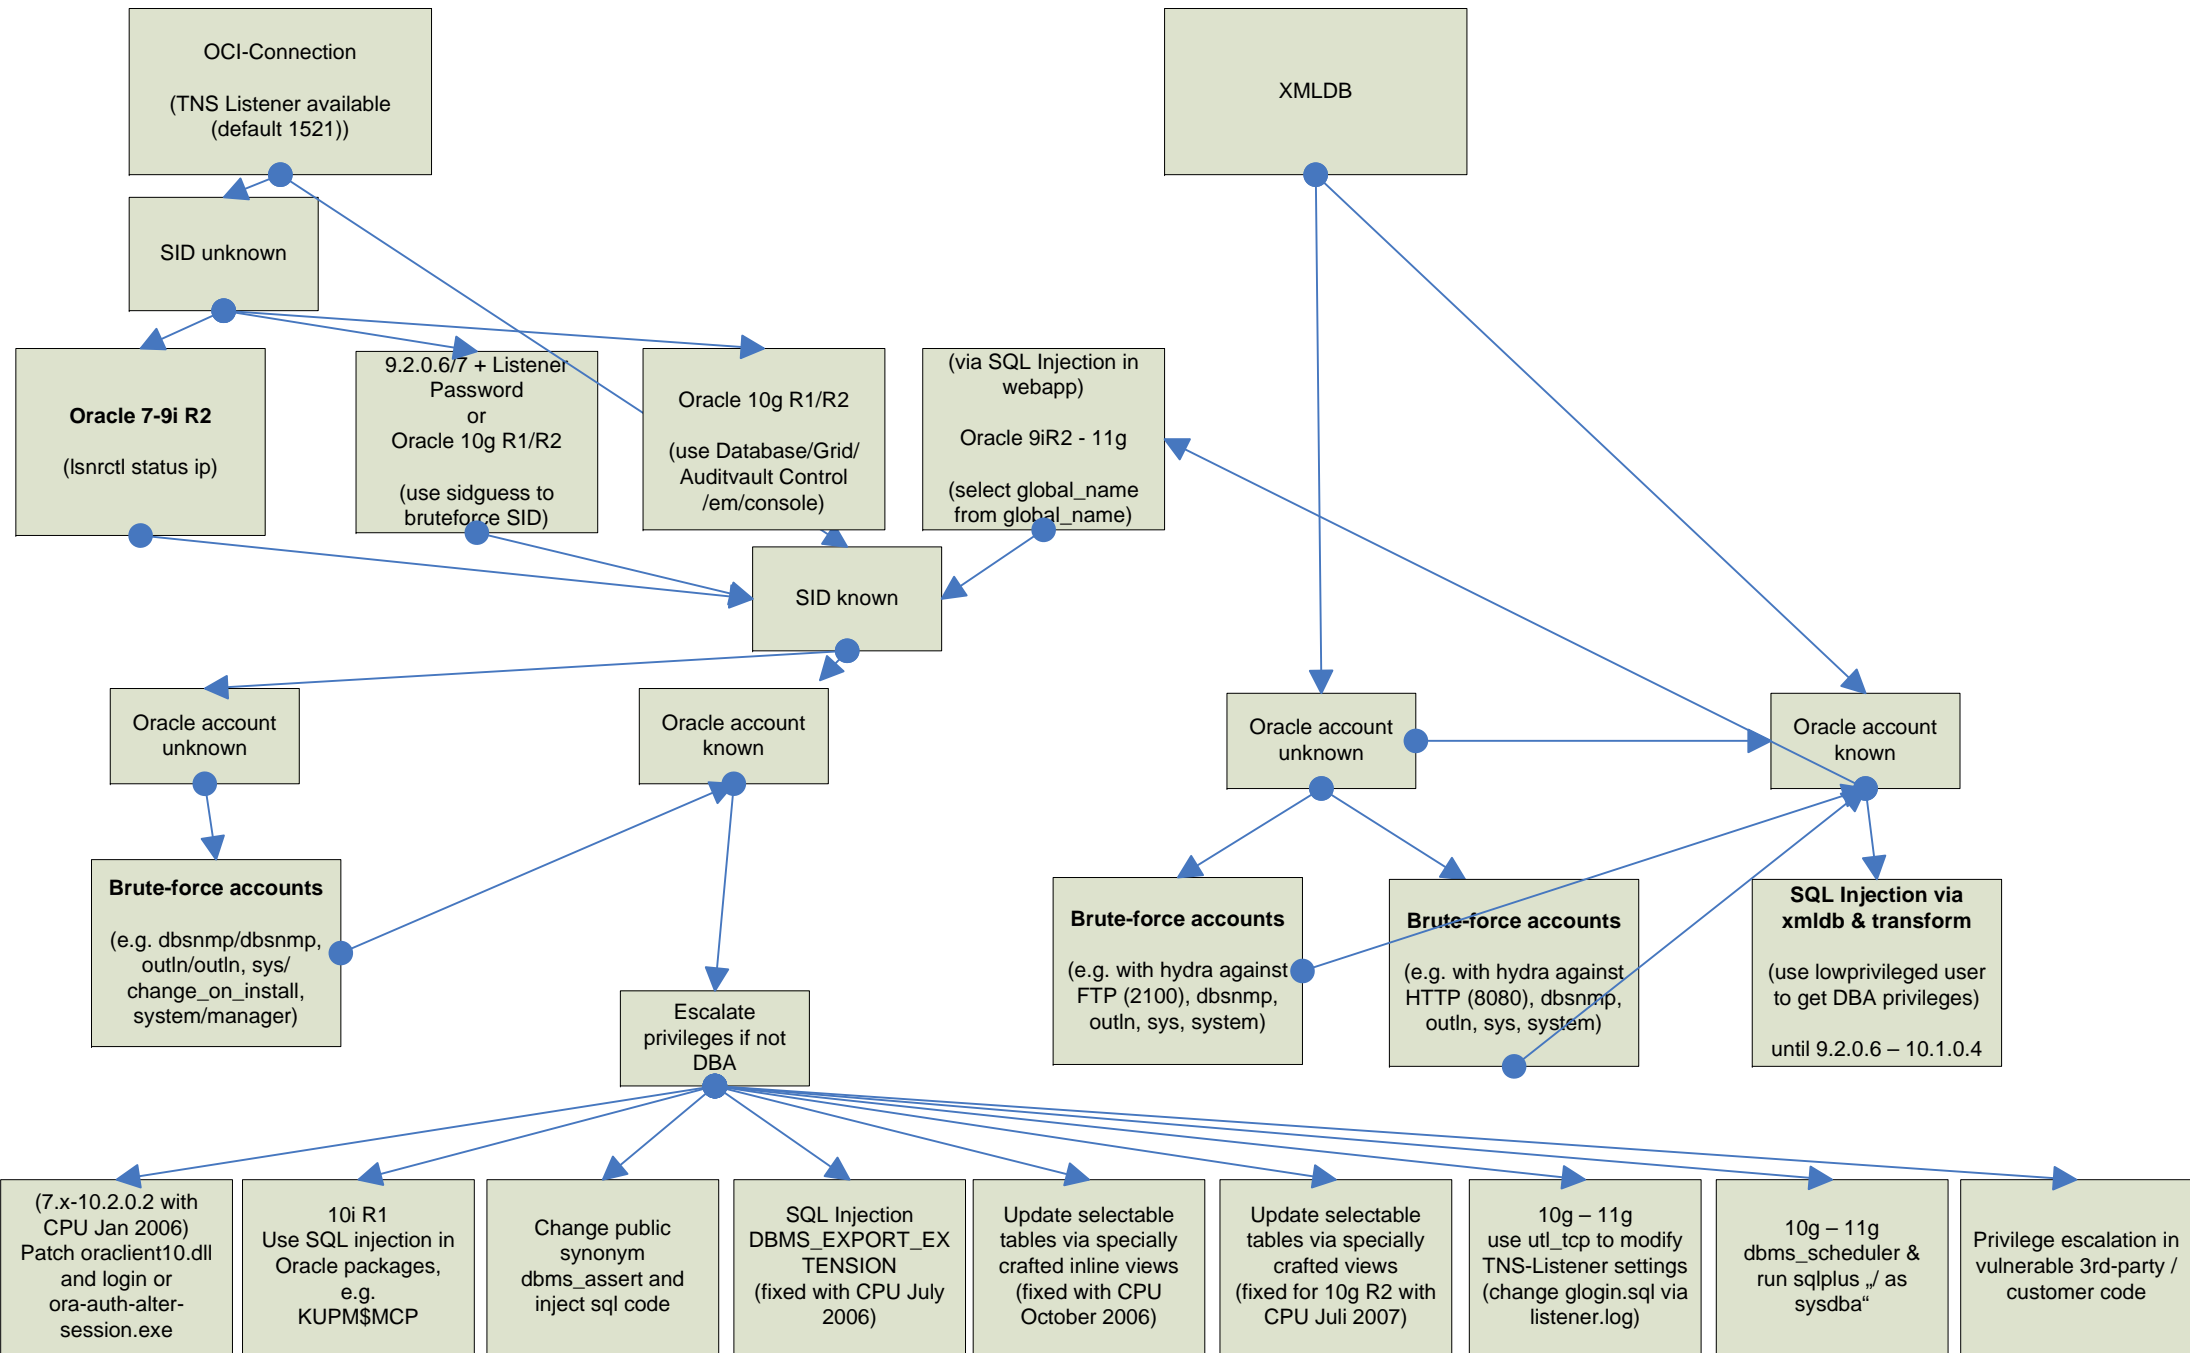 OCI-Connection
(TNS Listener available
(default 1521))
XMLDB
SID unknown
Oracle 7-9i R2
(lsnrctl status ip)
9.2.0.6/7 + Listener
Password
or
Oracle 10g R1/R2
(use sidguess to
bruteforce SID)
Oracle 10g R1/R2
(use Database/Grid/
Auditvault Control
/em/console)
(via SQL Injection in
webapp)
Oracle 9iR2 - 11g
(select global_name
from global_name)
SID known
Oracle account
unknown
Oracle account
known
Oracle account
unknown
Oracle account
known
Brute-force accounts
(e.g. dbsnmp/dbsnmp,
outln/outln, sys/
change_on_install,
system/manager)
Brute-force accounts
(e.g. with hydra against
FTP (2100), dbsnmp,
outln, sys, system)
Brute-force accounts
(e.g. with hydra against
HTTP (8080), dbsnmp,
outln, sys, system)
SQL Injection via
xmldb & transform
(use lowprivileged user
to get DBA privileges)
until 9.2.0.6 – 10.1.0.4
Escalate
privileges if not
DBA
(7.x-10.2.0.2 with
CPU Jan 2006)
Patch oraclient10.dll
and login or
ora-auth-alter-
session.exe
10i R1
Use SQL injection in
Oracle packages,
e.g.
KUPM$MCP
Change public
synonym
dbms_assert and
inject sql code
SQL Injection
DBMS_EXPORT_EX
TENSION
(fixed with CPU July
2006)
Update selectable
tables via specially
crafted inline views
(fixed with CPU
October 2006)
Update selectable
tables via specially
crafted views
(fixed for 10g R2 with
CPU Juli 2007)
10g – 11g
use utl_tcp to modify
TNS-Listener settings
(change glogin.sql via
listener.log)
10g – 11g
dbms_scheduler &
run sqlplus „/ as
sysdba“
Privilege escalation in
vulnerable 3rd-party /
customer code